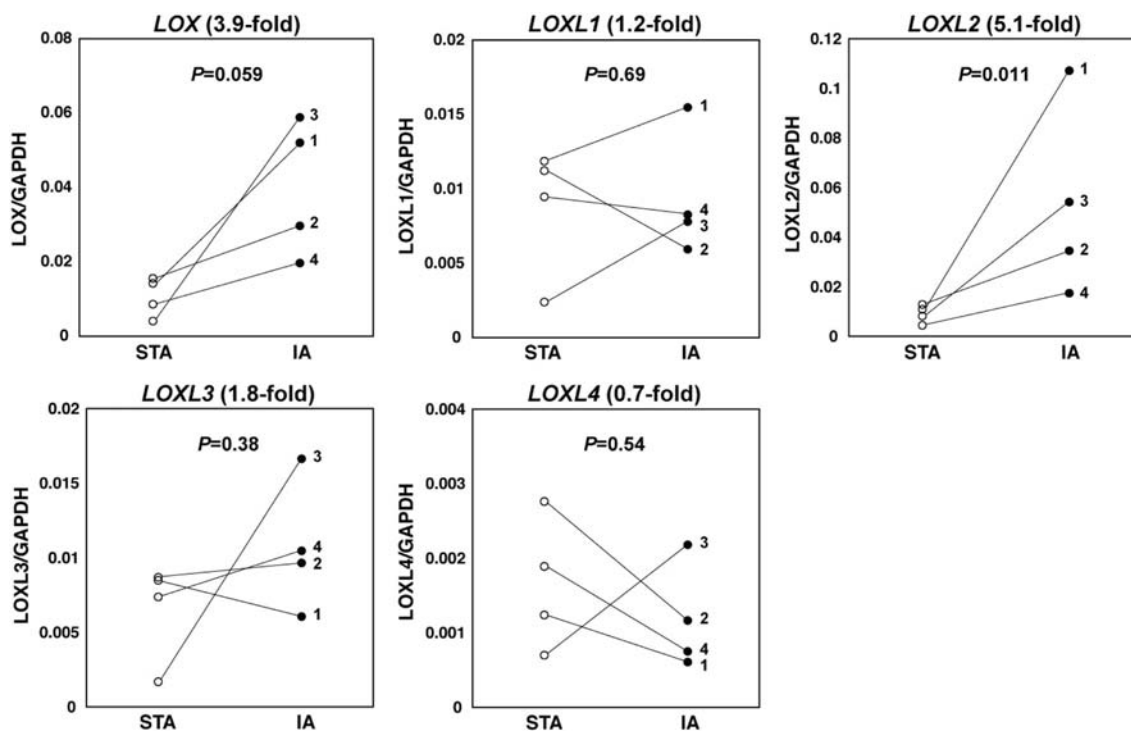 LOX (3.9-fold)
P=0.059
LOX/GAPDH
0.08
0.06
0.04
0.02
0
3
1
2
4
STA IA
LOXL1 (1.2-fold)
P=0.69
LOXL1/GAPDH
0.02
0.015
0.01
0.005
0
1
4
3
2
STA IA
LOXL2 (5.1-fold)
P=0.011
LOXL2/GAPDH
0.12
0.1
0.08
0.06
0.04
0.02
0
1
3
2
4
STA IA
LOXL3 (1.8-fold)
P=0.38
LOXL3/GAPDH
0.02
0.015
0.01
0.005
0
3
4
2
1
STA IA
LOXL4 (0.7-fold)
P=0.54
LOXL4/GAPDH
0.004
0.003
0.002
0.001
0
3
2
4
1
STA IA